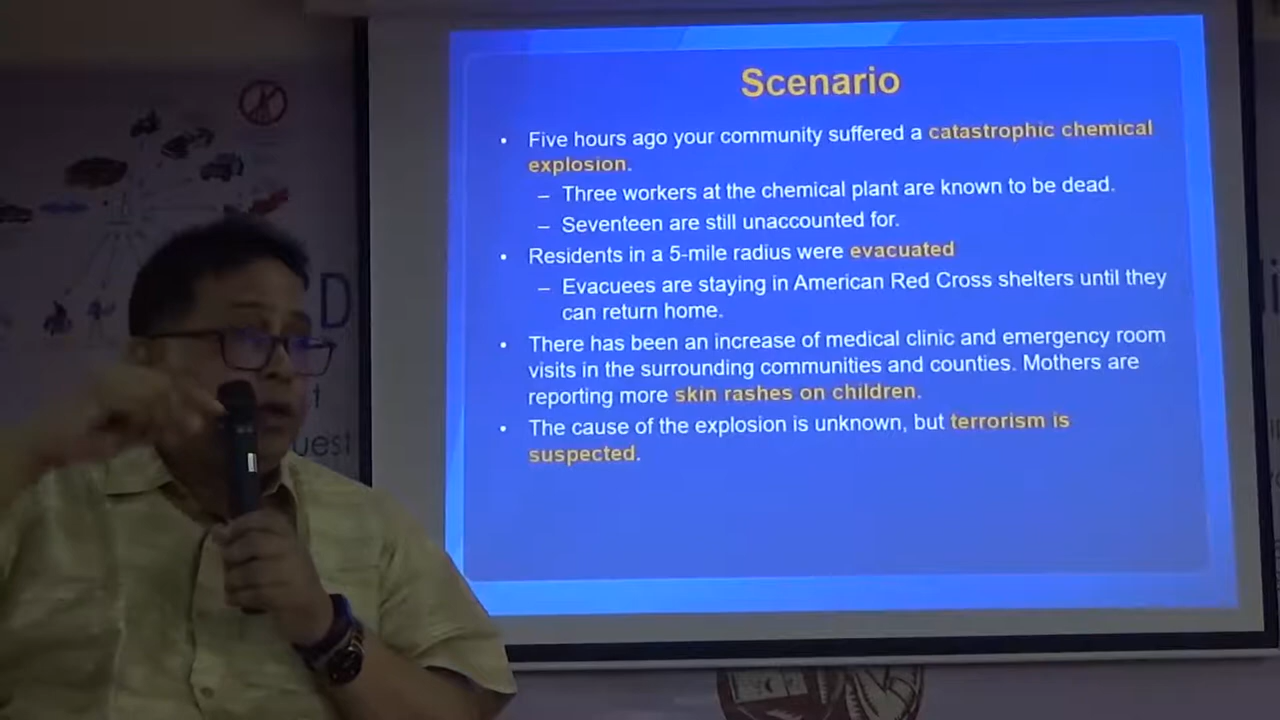 Scenario
• Five hours ago your community suffered a catastrophic chemical
explosion.
– Three workers at the chemical plant are known to be dead.
– Seventeen are still unaccounted for.
• Residents in a 5-mile radius were evacuated
– Evacuees are staying in American Red Cross shelters until they
can return home.
• There has been an increase of medical clinic and emergency room
visits in the surrounding communities and counties. Mothers are
reporting more skin rashes on children.
• The cause of the explosion is unknown, but terrorism is
suspected.